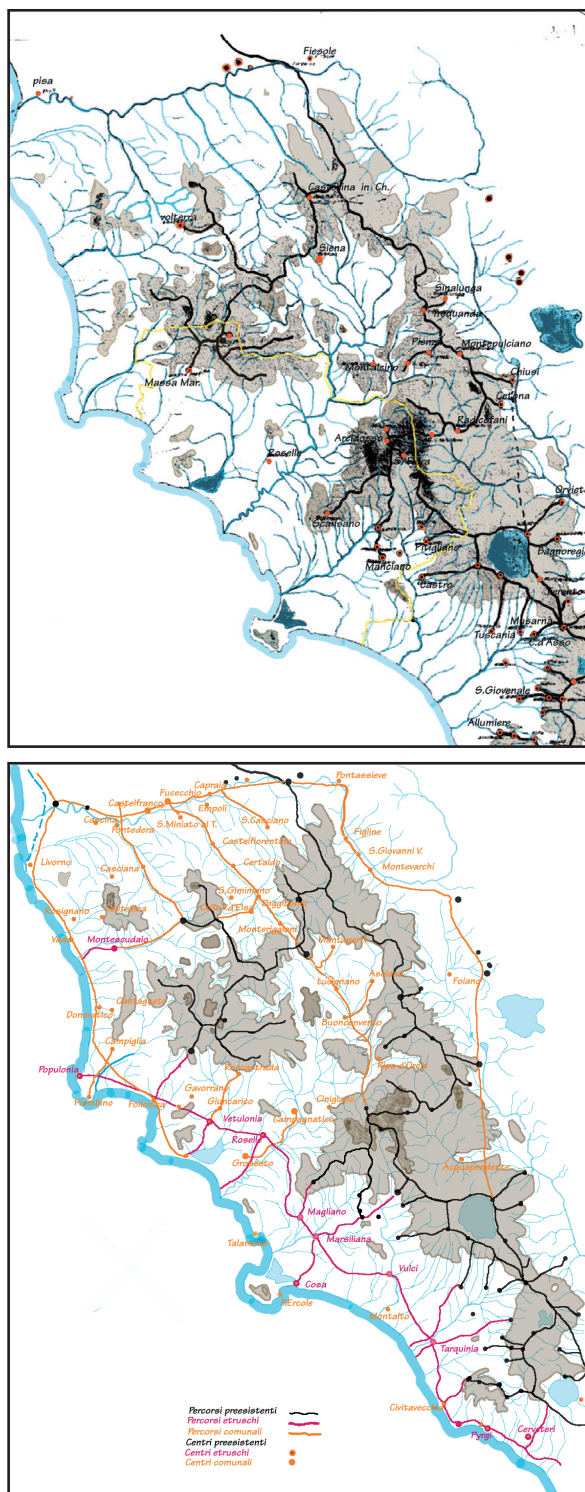 Fiesole
pisa
Castellina in Ch.
volterra
Siena
Sinalunga
Trequanda
Pienza
Montepulciano
Montalcino
Chiusi
Massa Mar.
Cetona
Radicofani
Arcidosso
Roselle
Orvieto
Scansano
Pitigliano
Bagnoregio
Manciano
Castro
Ferento
Musarna
Tuscania
C.d'Asso
S.Giovenale
Allumiere
Pontassieve
Capraia
Fucecchio
Castelfranco
Empoli
Cascina
S.Miniato al T.
S.Casciano
Pontedera
Figline
Castelfiorentino
S.Giovanni V.
Livorno
Certaldo
Montevarchi
Casciana
S.Giminiano
Poggibonsi
Rosignano
Colle V.d'Elsa
Monteriggioni
Vada
Montescudaio
Asciano
Foiano
Lucignano
Donoratico
Buonconvento
Campiglia
Populonia
Roccastrada
Piombino
Gavorrano
Follonica
Giuncarico
Cinigiano
Vetulonia
Campagnatico
Roselle
Grosseto
Acquapendente
Magliano
Talamone
Marsiliana
Vulci
Cosa
P.Ercole
Montalto
Tarquinia
Civitavecchia
Pyrgi
Cerveteri
Percorsi preesistenti
Percorsi etruschi
Percorsi comunali
Centri preesistenti
Centri etruschi
Centri comunali